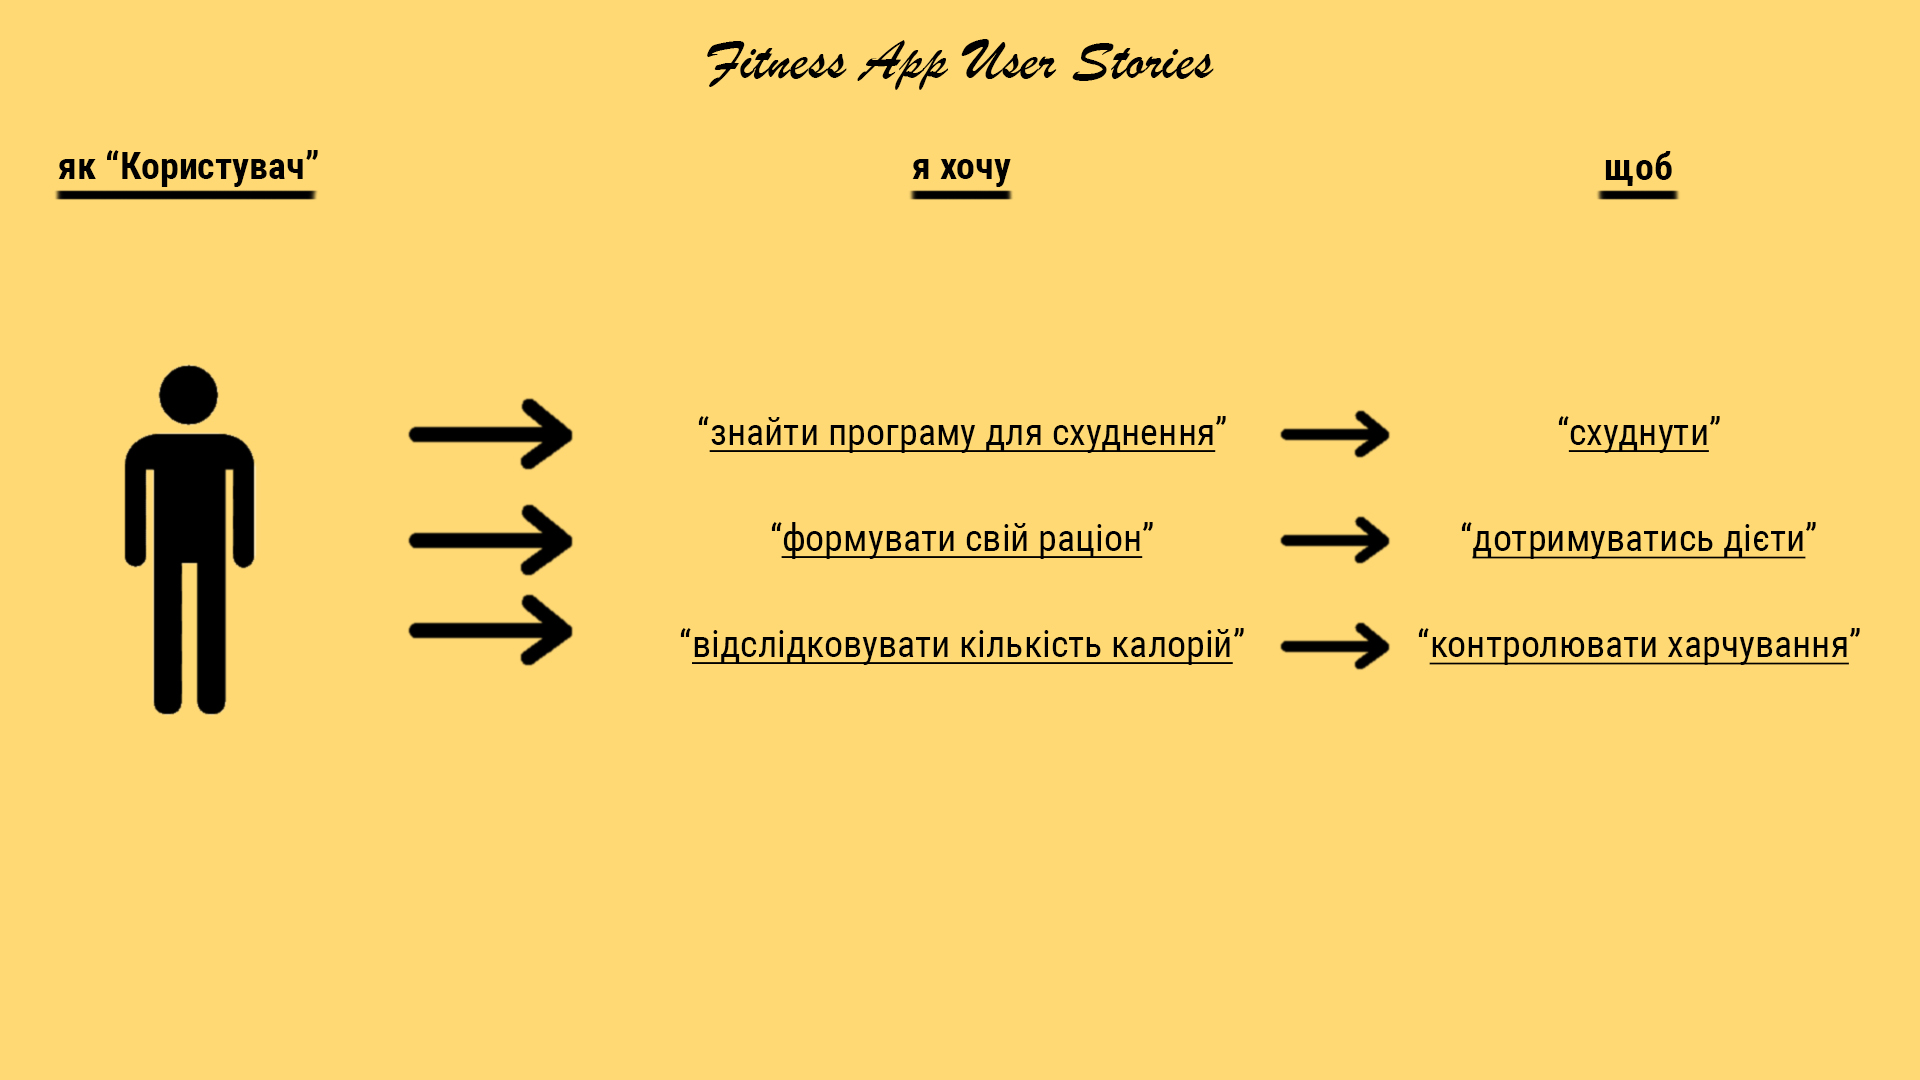 Fitness App User Stories
як “Користувач”
я хочу
щоб
“знайти програму для схуднення”
“схуднути”
“формувати свій раціон”
“дотримуватись дієти”
“відслідковувати кількість калорій”
“контролювати харчування”